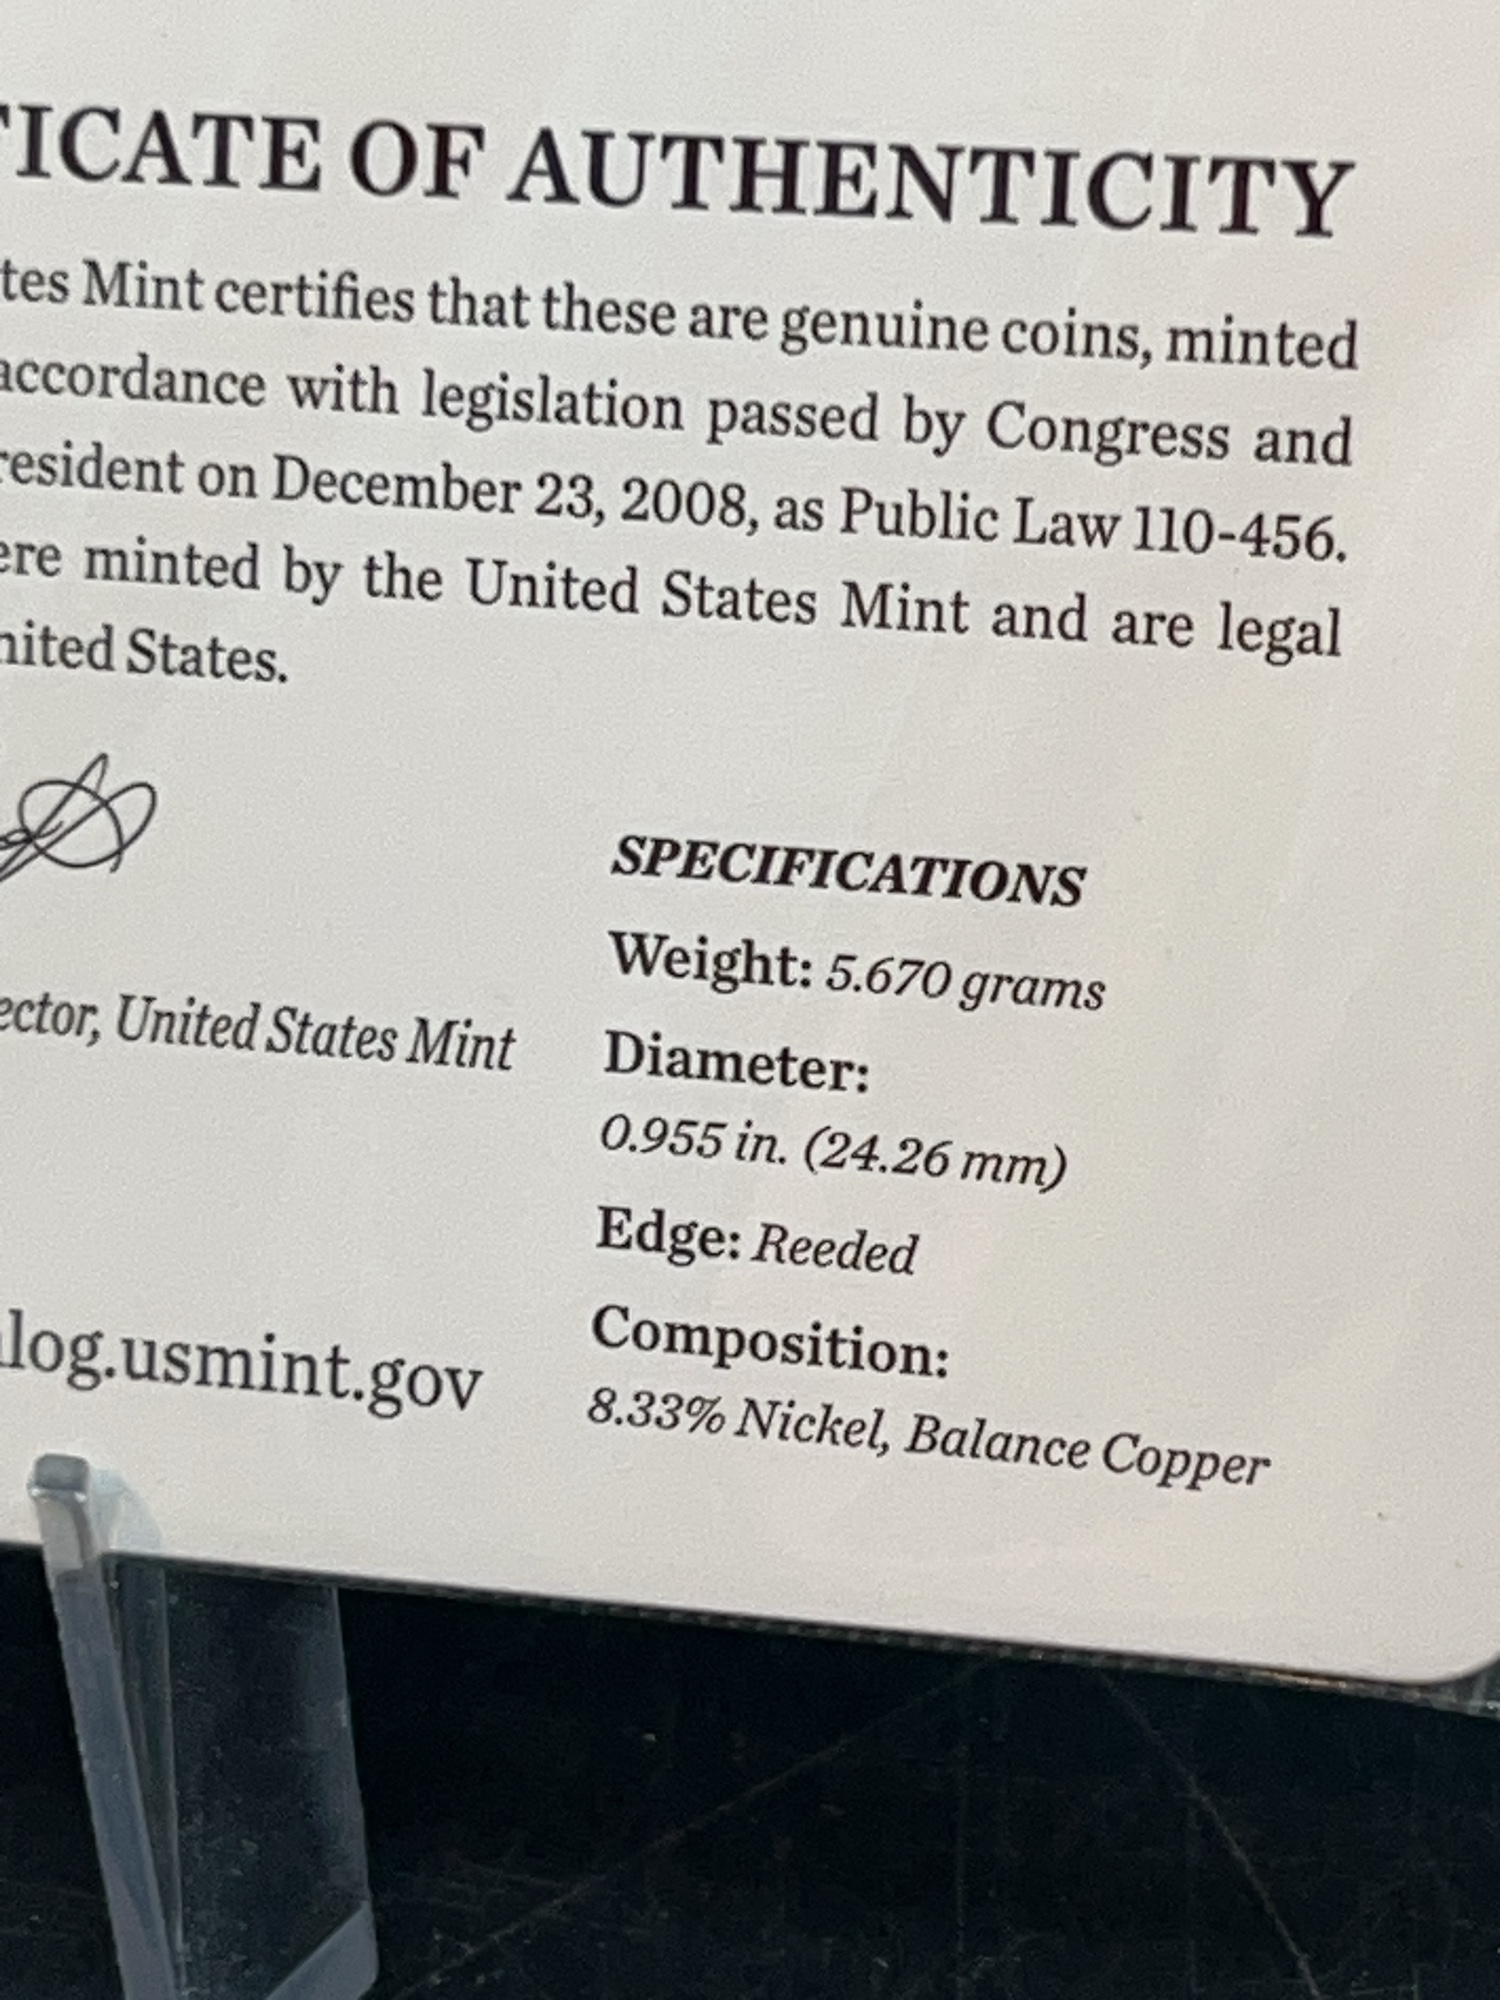 TIFICATE OF AUTHENTICITY
tes Mint certifies that these are genuine coins, minted
accordance with legislation passed by Congress and
resident on December 23, 2008, as Public Law 110-456.
ere minted by the United States Mint and are legal
nited States.
SPECIFICATIONS
Weight: 5.670 grams
Diameter:
0.955 in. (24.26 mm)
Edge: Reeded
Composition:
8.33% Nickel, Balance Copper
ector, United States Mint
alog.usmint.gov